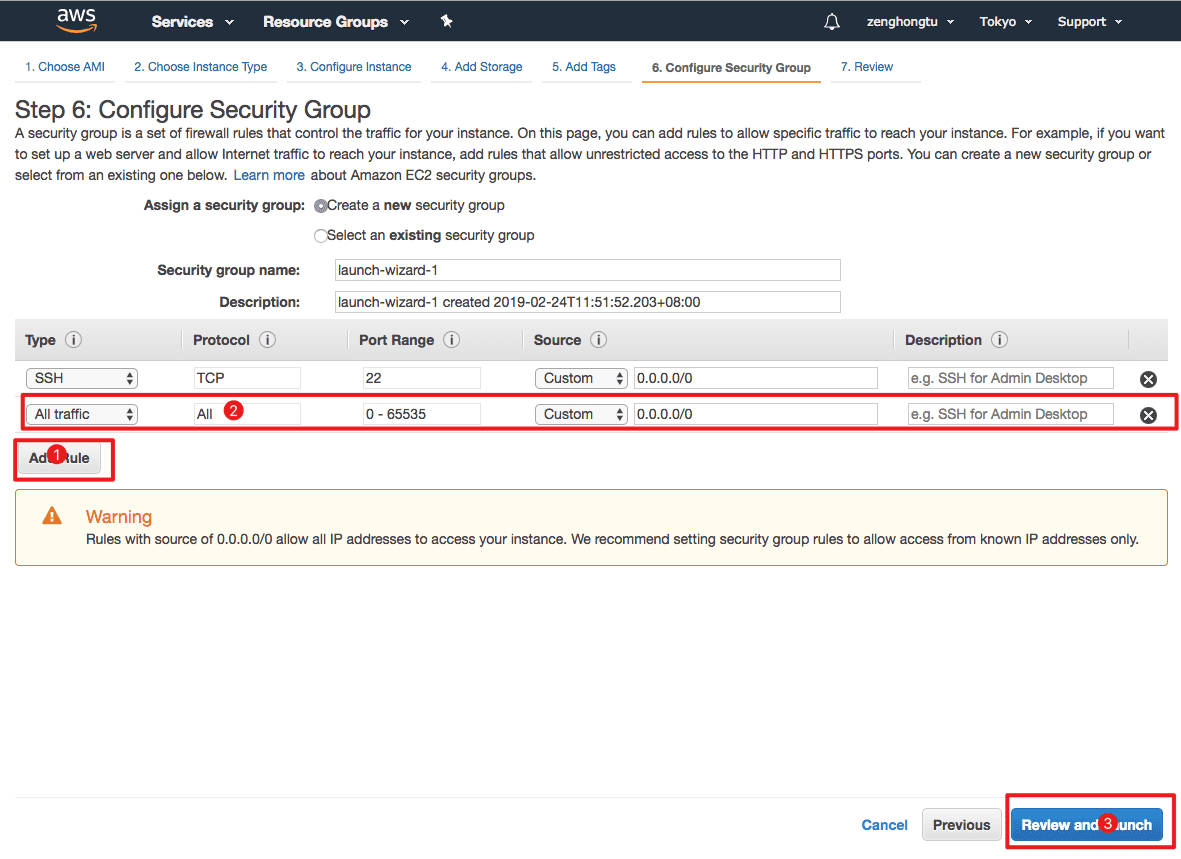 aws Services Resource Groups zenghongtu Tokyo Support
1. Choose AMI 2. Choose Instance Type 3. Configure Instance 4. Add Storage 5. Add Tags 6. Configure Security Group 7. Review
Step 6: Configure Security Group
A security group is a set of firewall rules that control the traffic for your instance. On this page, you can add rules to allow specific traffic to reach your instance. For example, if you want
to set up a web server and allow Internet traffic to reach your instance, add rules that allow unrestricted access to the HTTP and HTTPS ports. You can create a new security group or
select from an existing one below. Learn more about Amazon EC2 security groups.
Assign a security group: Create a new security group
Select an existing security group
Security group name: launch-wizard-1
Description: launch-wizard-1 created 2019-02-24T11:51:52.203+08:00
Type i Protocol i Port Range i Source i Description i
SSH TCP 22 Custom 0.0.0.0/0 e.g. SSH for Admin Desktop
All traffic All 2 0 - 65535 Custom 0.0.0.0/0 e.g. SSH for Admin Desktop
Ad 1 ule
Warning
Rules with source of 0.0.0.0/0 allow all IP addresses to access your instance. We recommend setting security group rules to allow access from known IP addresses only.
Cancel Previous Review and 3 unch